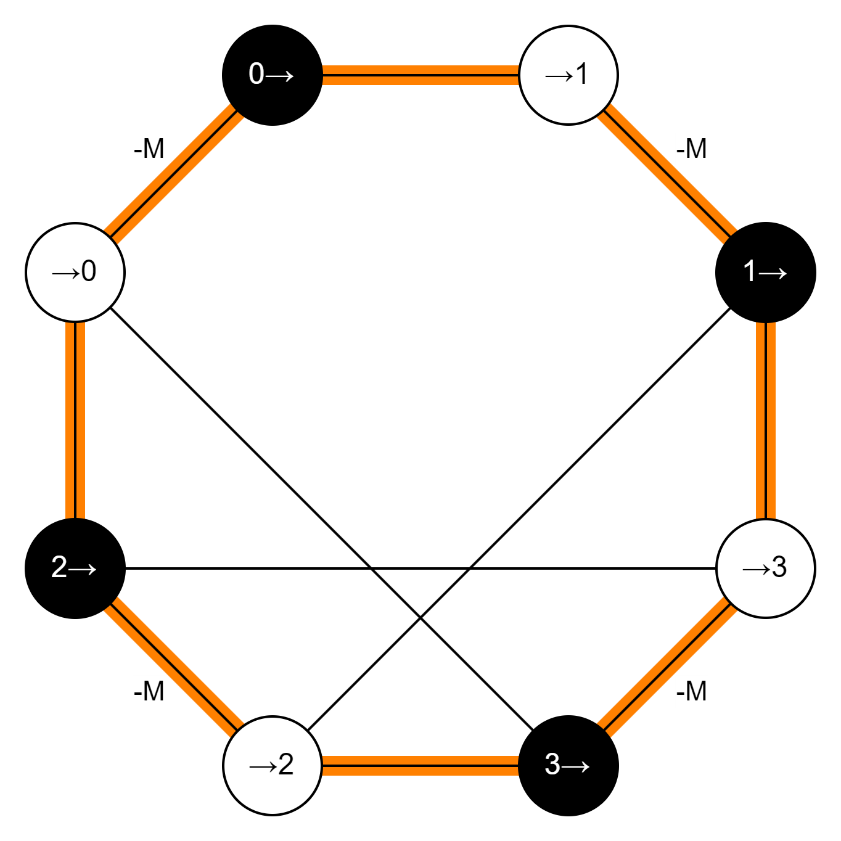 0→
→1
-M
-M
→0
1→
2→
→3
-M
-M
→2
3→